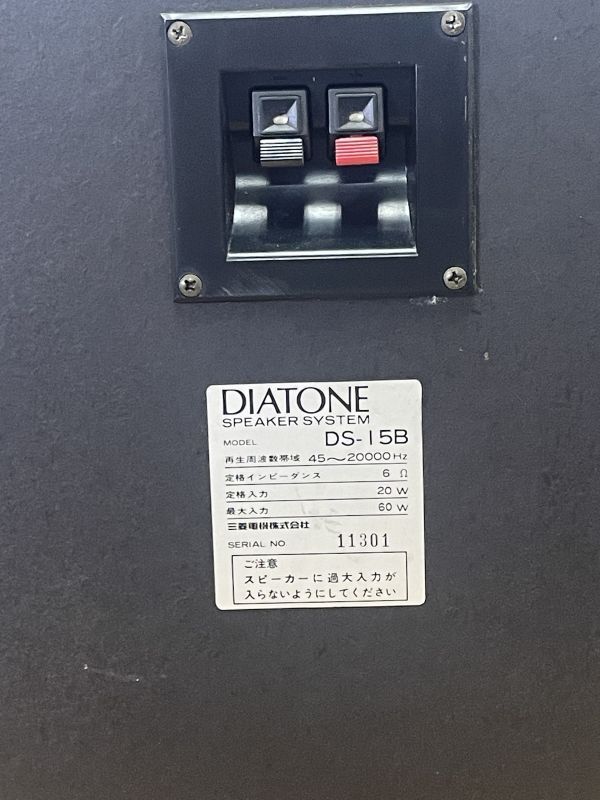 DIATONE
SPEAKER SYSTEM
MODEL DS-15B
再生周波数帯域 45〜20000Hz
定格インピーダンス 6 Ω
定格入力 20 W
最大入力 60 W
三菱電機株式会社
SERIAL NO. 11301
ご注意
スピーカーに過大入力が
入らないようにしてください